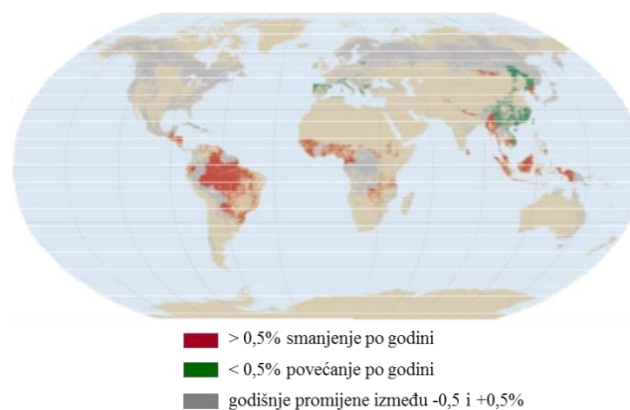 > 0,5% smanjenje po godini
< 0,5% povećanje po godini
godišnje promijene između -0,5 i +0,5%